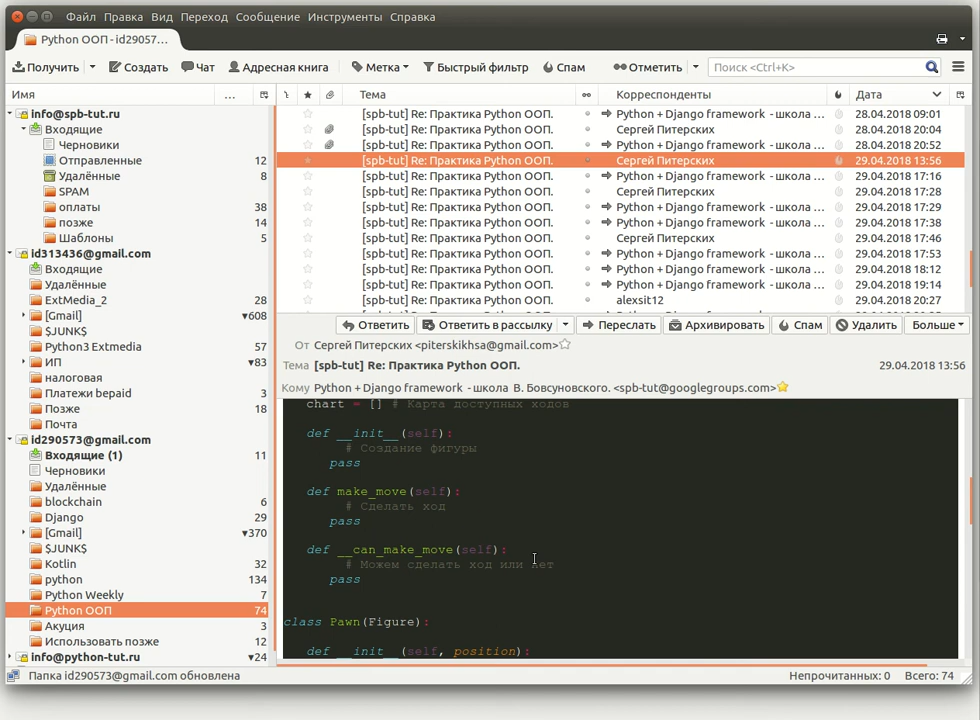 Файл Правка Вид Переход Сообщение Инструменты Справка
Python ООП - id29057...
Получить Создать Чат Адресная книга Метка Быстрый фильтр Спам Отметить Поиск <Ctrl+K>
Имя ...
info@spb-tut.ru
Входящие
Черновики
Отправленные 12
Удалённые 8
SPAM
оплаты 38
позже 14
Шаблоны 5
id313436@gmail.com
Входящие
Удалённые
ExtMedia_2 28
[Gmail] ▾608
$JUNK$
Python3 Extmedia 57
ИП ▾83
налоговая
Платежи bepaid 3
Позже 18
Почта
id290573@gmail.com
Входящие (1) 11
Черновики
Удалённые
blockchain 6
Django 29
[Gmail] ▾370
$JUNK$
Kotlin 32
python 134
Python Weekly 7
Python ООП 74
Акуция 3
Использовать позже 12
info@python-tut.ru ▾24
Тема Корреспонденты Дата
[spb-tut] Re: Практика Python ООП. Python + Django framework - школа ... 28.04.2018 09:01
[spb-tut] Re: Практика Python ООП. Сергей Питерских 28.04.2018 20:04
[spb-tut] Re: Практика Python ООП. Python + Django framework - школа ... 28.04.2018 20:52
[spb-tut] Re: Практика Python ООП. Сергей Питерских 29.04.2018 13:56
[spb-tut] Re: Практика Python ООП. Python + Django framework - школа ... 29.04.2018 17:16
[spb-tut] Re: Практика Python ООП. Сергей Питерских 29.04.2018 17:28
[spb-tut] Re: Практика Python ООП. Python + Django framework - школа ... 29.04.2018 17:29
[spb-tut] Re: Практика Python ООП. Python + Django framework - школа ... 29.04.2018 17:38
[spb-tut] Re: Практика Python ООП. Сергей Питерских 29.04.2018 17:46
[spb-tut] Re: Практика Python ООП. Python + Django framework - школа ... 29.04.2018 17:53
[spb-tut] Re: Практика Python ООП. Python + Django framework - школа ... 29.04.2018 18:12
[spb-tut] Re: Практика Python ООП. Python + Django framework - школа ... 29.04.2018 19:14
[spb-tut] Re: Практика Python ООП. alexsit12 29.04.2018 20:27
Ответить Ответить в рассылку Переслать Архивировать Спам Удалить Больше
От Сергей Питерских <piterskikhsa@gmail.com>
Тема [spb-tut] Re: Практика Python ООП. 29.04.2018 13:56
Кому Python + Django framework - школа В. Бовсуновского. <spb-tut@googlegroups.com>
chart = [] # Карта доступных ходов
def __init__(self):
# Создание фигуры
pass
def make_move(self):
# Сделать ход
pass
def __can_make_move(self):
# Можем сделать ход или нет
pass
class Pawn(Figure):
def __init__(self, position):
Папка id290573@gmail.com обновлена Непрочитанных: 0 Всего: 74